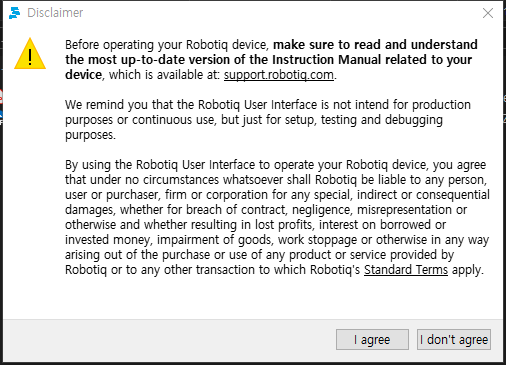 Disclaimer
Before operating your Robotiq device, make sure to read and understand
the most up-to-date version of the Instruction Manual related to your
device, which is available at: support.robotiq.com.
We remind you that the Robotiq User Interface is not intend for production
purposes or continuous use, but just for setup, testing and debugging
purposes.
By using the Robotiq User Interface to operate your Robotiq device, you agree
that under no circumstances whatsoever shall Robotiq be liable to any person,
user or purchaser, firm or corporation for any special, indirect or consequential
damages, whether for breach of contract, negligence, misrepresentation or
otherwise and whether resulting in lost profits, interest on borrowed or
invested money, impairment of goods, work stoppage or otherwise in any way
arising out of the purchase or use of any product or service provided by
Robotiq or to any other transaction to which Robotiq's Standard Terms apply.
I agree
I don't agree